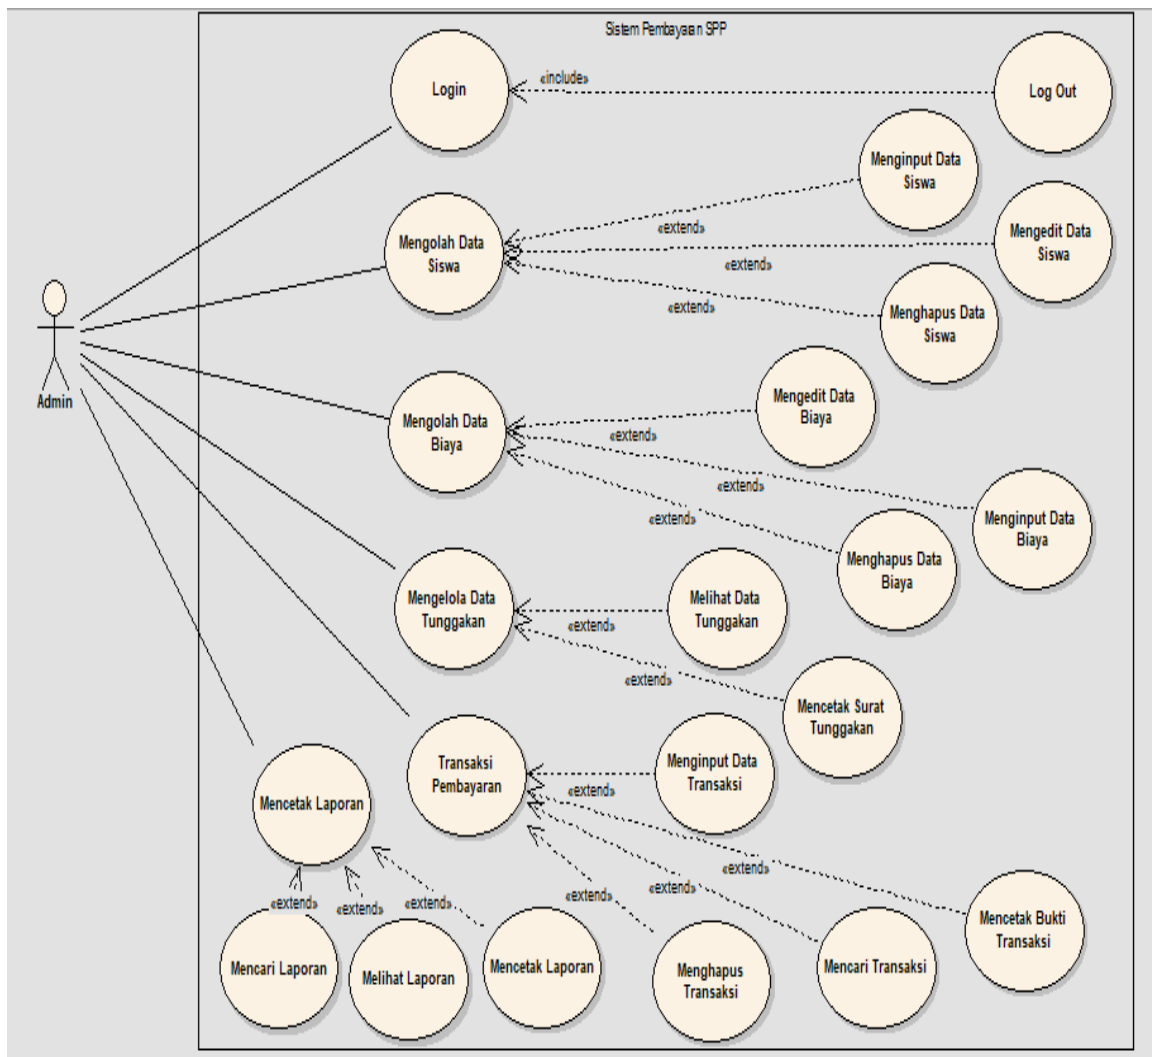 Sistem Pembayaran SPP
Login
«include»
Log Out
Menginput Data
Siswa
«extend»
Mengolah Data
Siswa
Mengedit Data
Siswa
«extend»
«extend»
Menghapus Data
Siswa
Admin
Mengolah Data
Biaya
Mengedit Data
Biaya
«extend»
«extend»
«extend»
Menginput Data
Biaya
Menghapus Data
Biaya
Mengelola Data
Tunggakan
Melihat Data
Tunggakan
«extend»
«extend»
Mencetak Surat
Tunggakan
Transaksi
Pembayaran
Menginput Data
Transaksi
«extend»
Mencetak Laporan
«extend»
«extend»
«extend»
«extend»
«extend»
«extend»
Mencetak Bukti
Transaksi
Mencari Laporan
Melihat Laporan
Mencetak Laporan
Menghapus
Transaksi
Mencari Transaksi